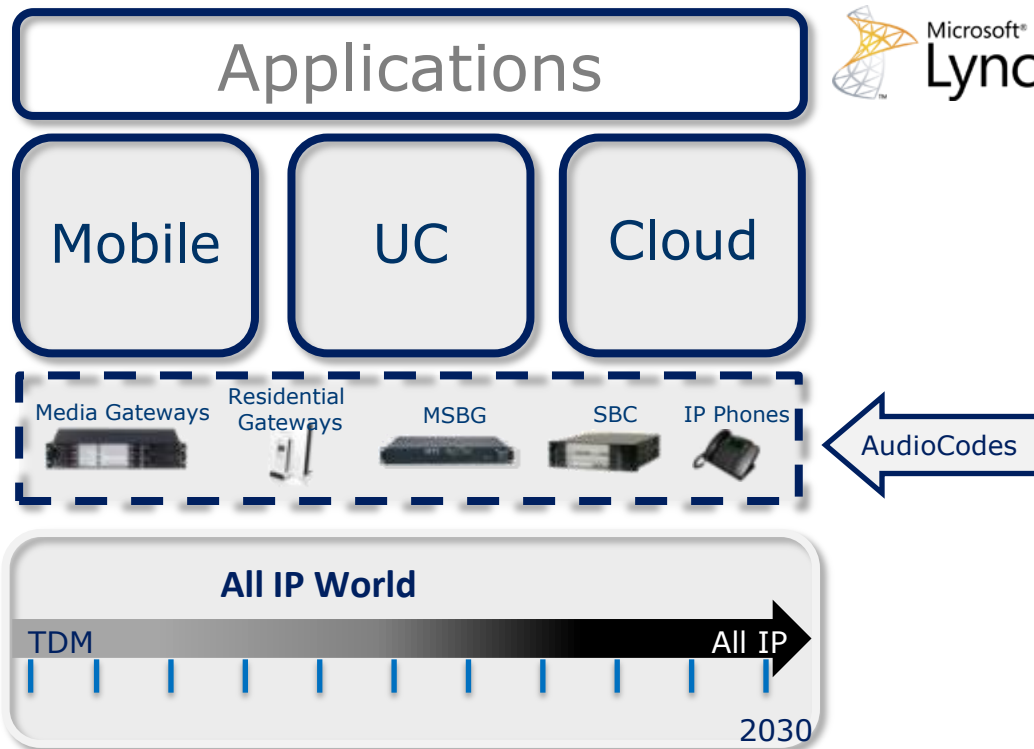 Applications
Microsoft®
Lync
TM
Mobile
UC
Cloud
Media Gateways
Residential
Gateways
MSBG
SBC
IP Phones
AudioCodes
All IP World
TDM
All IP
2030